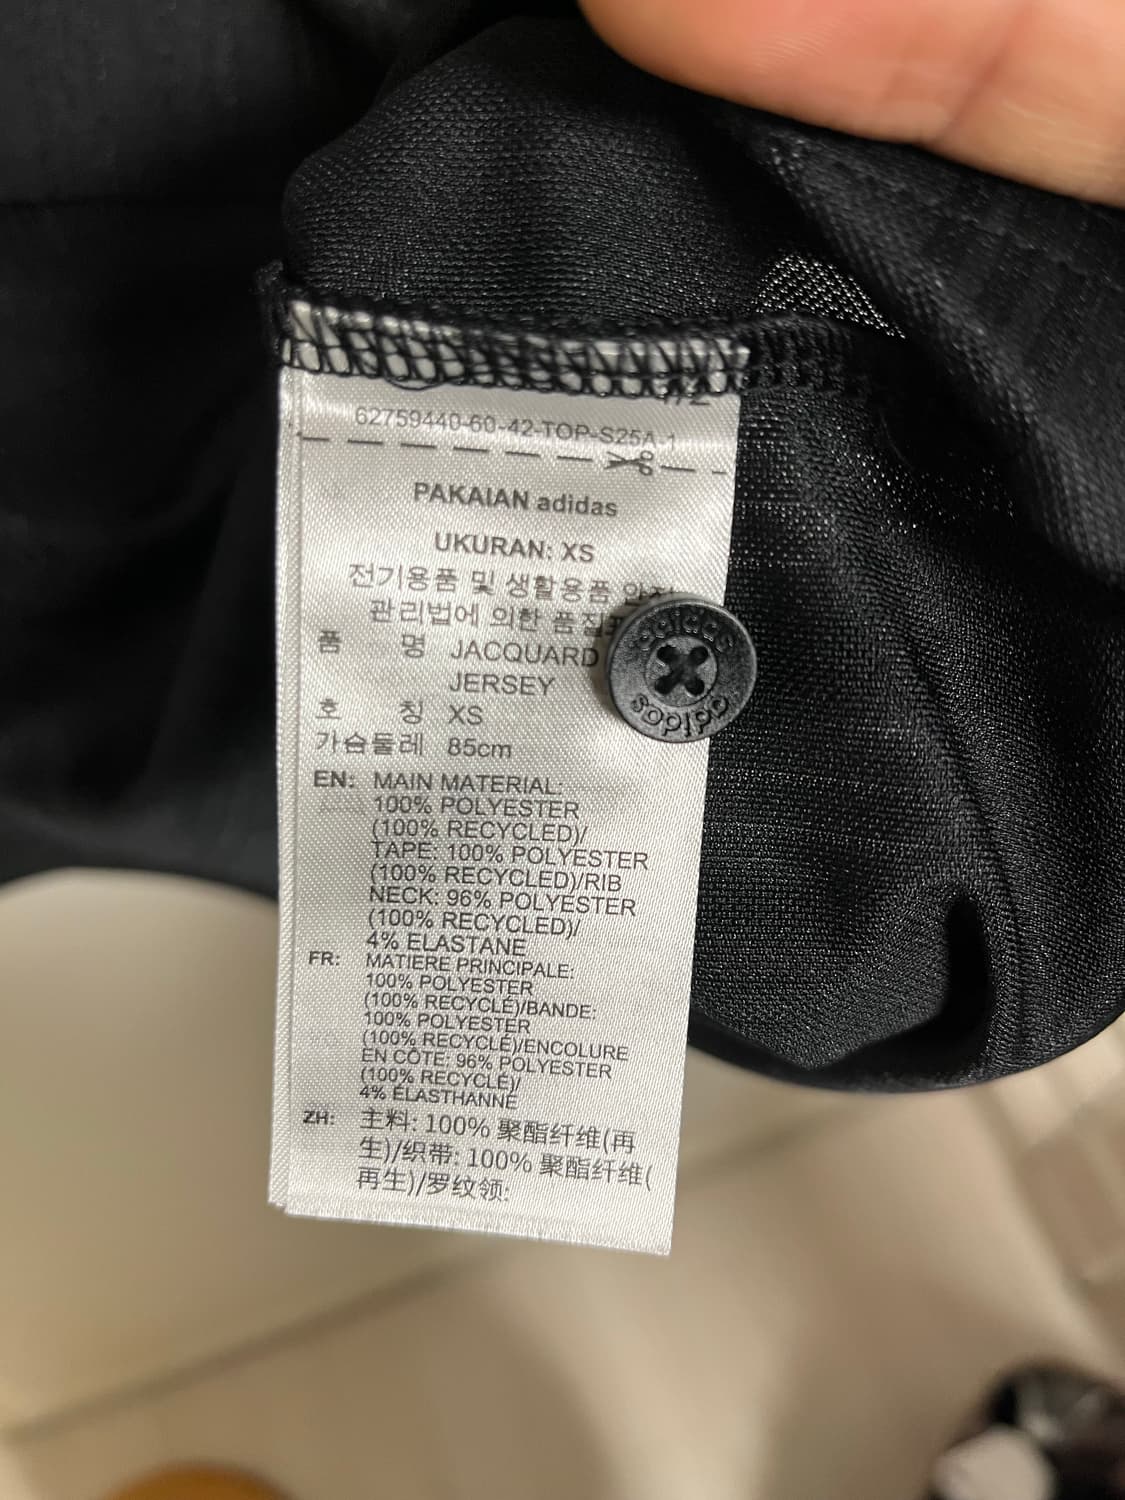 62759440-60-42-TOP-S25A-1
PAKAIAN adidas
UKURAN: XS
전기용품 및 생활용품
관리법에 의한
품 명 JACQUARD
JERSEY
호 칭 XS
가슴둘레 85cm
EN: MAIN MATERIAL:
100% POLYESTER
(100% RECYCLED)/
TAPE: 100% POLYESTER
(100% RECYCLED)/RIB
NECK: 96% POLYESTER
(100% RECYCLED)/
4% ELASTANE
FR: MATIERE PRINCIPALE:
100% POLYESTER
(100% RECYCLÉ)/BANDE:
100% POLYESTER
(100% RECYCLÉ)/ENCOLURE
EN CÔTE: 96% POLYESTER
(100% RECYCLÉ)/
4% ÉLASTHANNE
ZH: 主料: 100% 聚酯纤维(再
生)/织带: 100% 聚酯纤维(
再生)/罗纹领:
adidas
adidas